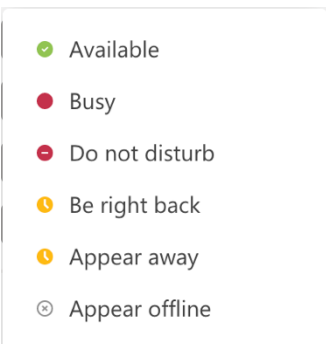 Available
Busy
Do not disturb
Be right back
Appear away
Appear offline